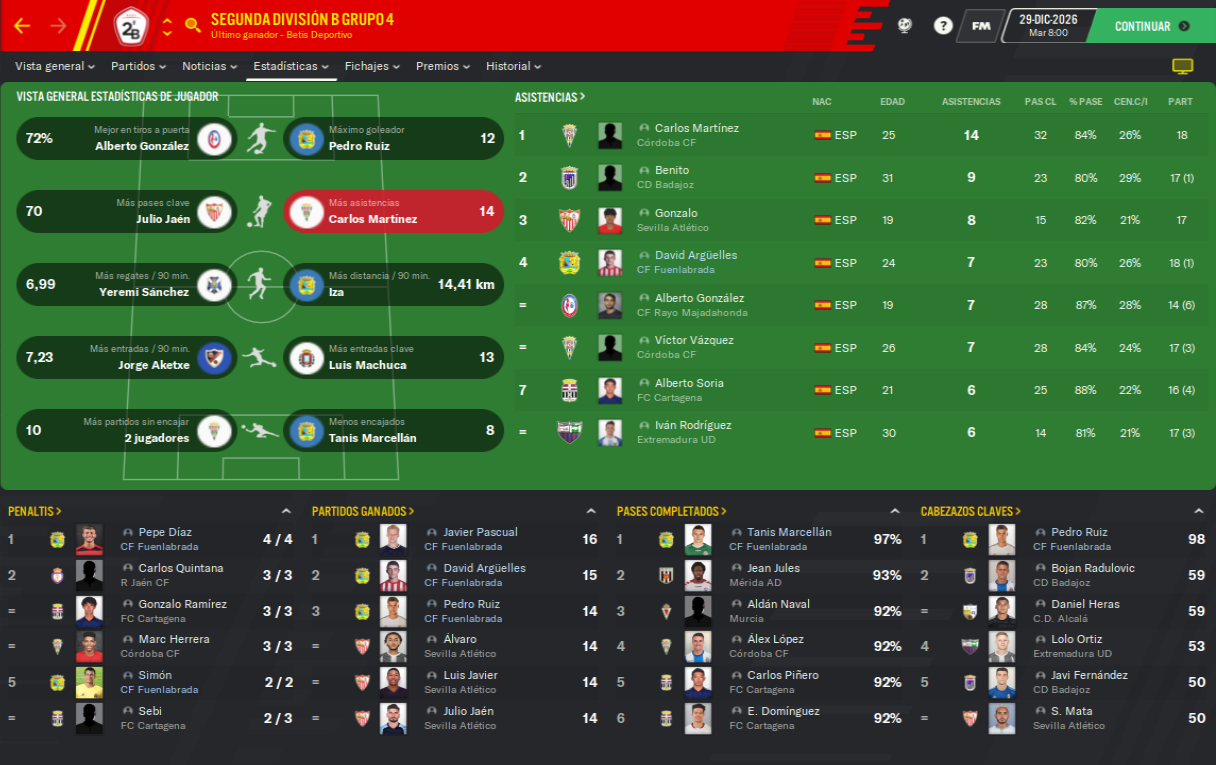 2ªB
SEGUNDA DIVISIÓN B GRUPO 4
Último ganador - Betis Deportivo
?
FM
29-DIC-2026
Mar 8:00
CONTINUAR
Vista general Partidos Noticias Estadísticas Fichajes Premios Historial
VISTA GENERAL ESTADÍSTICAS DE JUGADOR
72% Mejor en tiros a puerta
Alberto González
Máximo goleador
Pedro Ruiz 12
70 Más pases clave
Julio Jaén
Más asistencias
Carlos Martínez 14
6,99 Más regates / 90 min.
Yeremi Sánchez
Más distancia / 90 min.
Iza 14,41 km
7,23 Más entradas / 90 min.
Jorge Aketxe
Más entradas clave
Luis Machuca 13
10 Más partidos sin encajar
2 jugadores
Menos encajados
Tanis Marcellán 8
ASISTENCIAS > NAC EDAD ASISTENCIAS PAS CL % PASE CEN.C/I PART
1 Carlos Martínez ESP 25 14 32 84% 26% 18
Córdoba CF
2 Benito ESP 31 9 23 80% 29% 17 (1)
CD Badajoz
3 Gonzalo ESP 19 8 15 82% 21% 17
Sevilla Atlético
4 David Argüelles ESP 24 7 23 80% 26% 18 (1)
CF Fuenlabrada
= Alberto González ESP 19 7 28 87% 28% 14 (6)
CF Rayo Majadahonda
= Víctor Vázquez ESP 26 7 28 84% 24% 17 (3)
Córdoba CF
7 Alberto Soria ESP 21 6 25 88% 22% 16 (4)
FC Cartagena
= Iván Rodríguez ESP 30 6 14 81% 21% 17 (3)
Extremadura UD
PENALTIS >
1 Pepe Díaz 4 / 4
CF Fuenlabrada
2 Carlos Quintana 3 / 3
R Jaén CF
= Gonzalo Ramírez 3 / 3
FC Cartagena
= Marc Herrera 3 / 3
Córdoba CF
5 Simón 2 / 2
CF Fuenlabrada
= Sebi 2 / 3
FC Cartagena
PARTIDOS GANADOS >
1 Javier Pascual 16
CF Fuenlabrada
2 David Argüelles 15
CF Fuenlabrada
3 Pedro Ruiz 14
CF Fuenlabrada
= Álvaro 14
Sevilla Atlético
= Luis Javier 14
Sevilla Atlético
= Julio Jaén 14
Sevilla Atlético
PASES COMPLETADOS >
1 Tanis Marcellán 97%
CF Fuenlabrada
2 Jean Jules 93%
Mérida AD
3 Aldán Naval 92%
Murcia
4 Álex López 92%
Córdoba CF
5 Carlos Piñero 92%
FC Cartagena
6 E. Domínguez 92%
FC Cartagena
CABEZAZOS CLAVES >
1 Pedro Ruiz 98
CF Fuenlabrada
2 Bojan Radulovic 59
CD Badajoz
= Daniel Heras 59
C.D. Alcalá
4 Lolo Ortiz 53
Extremadura UD
5 Javi Fernández 50
CD Badajoz
= S. Mata 50
Sevilla Atlético